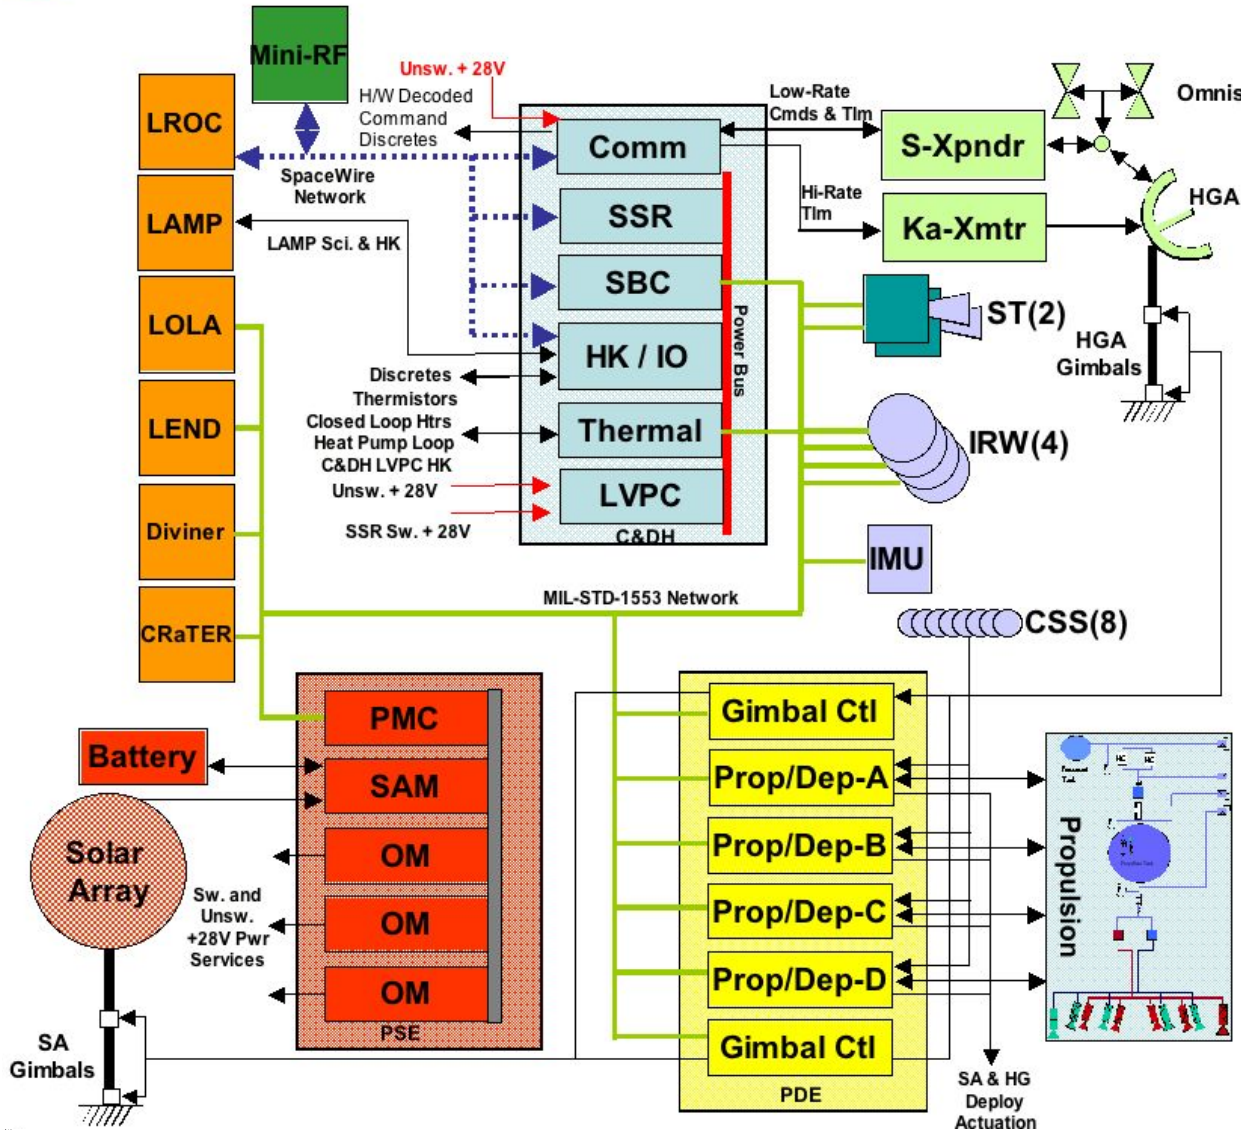 Mini-RF
LROC
LAMP
LOLA
LEND
Diviner
CRaTER
Unsw. + 28V
H/W Decoded
Command
Discretes
SpaceWire
Network
LAMP Sci. & HK
Discretes
Thermistors
Closed Loop Htrs
Heat Pump Loop
C&DH LVPC HK
Unsw. + 28V
SSR Sw. + 28V
Comm
SSR
SBC
HK / IO
Thermal
LVPC
C&DH
Power Bus
Low-Rate
Cmds & Tlm
Hi-Rate
Tlm
S-Xpndr
Ka-Xmtr
Omnis
HGA
HGA
Gimbals
ST(2)
IRW(4)
IMU
CSS(8)
MIL-STD-1553 Network
Battery
Solar
Array
SA
Gimbals
PMC
SAM
OM
OM
OM
PSE
Sw. and
Unsw.
+28V Pwr
Services
Gimbal Ctl
Prop/Dep-A
Prop/Dep-B
Prop/Dep-C
Prop/Dep-D
Gimbal Ctl
PDE
SA & HG
Deploy
Actuation
Propulsion